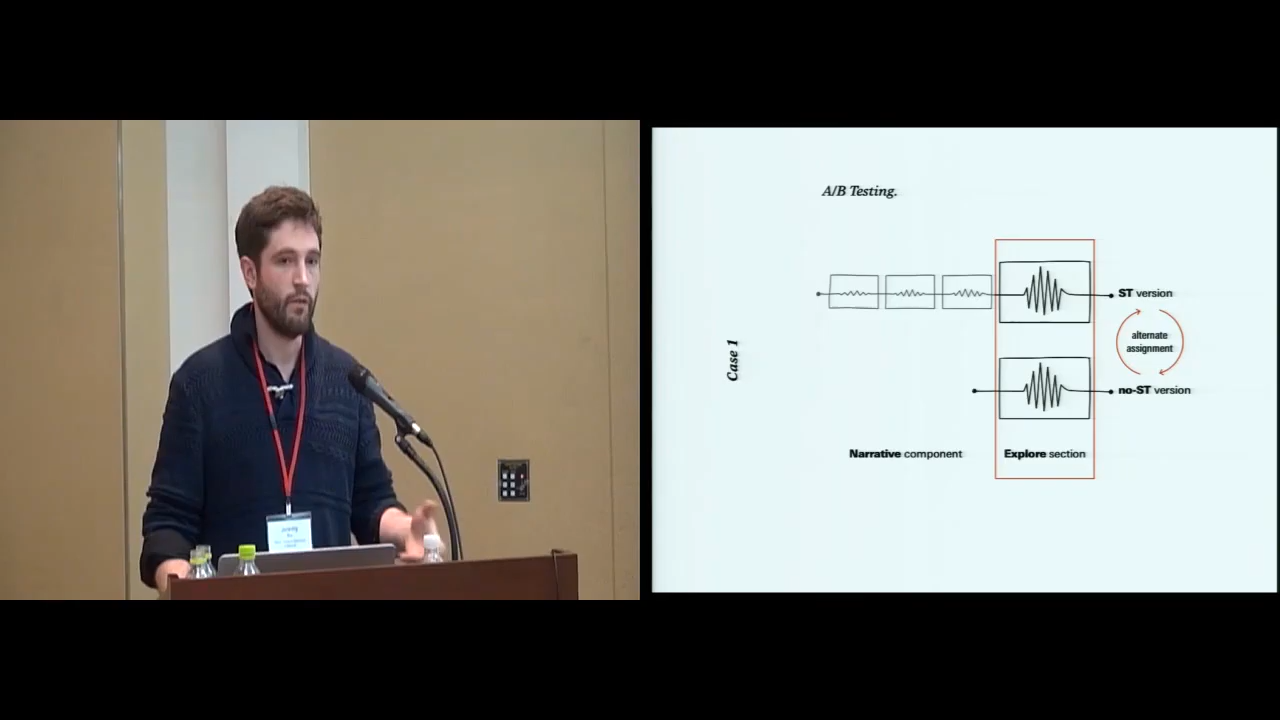 A/B Testing.
ST version
alternate
assignment
Case 1
no-ST version
Narrative component
Explore section